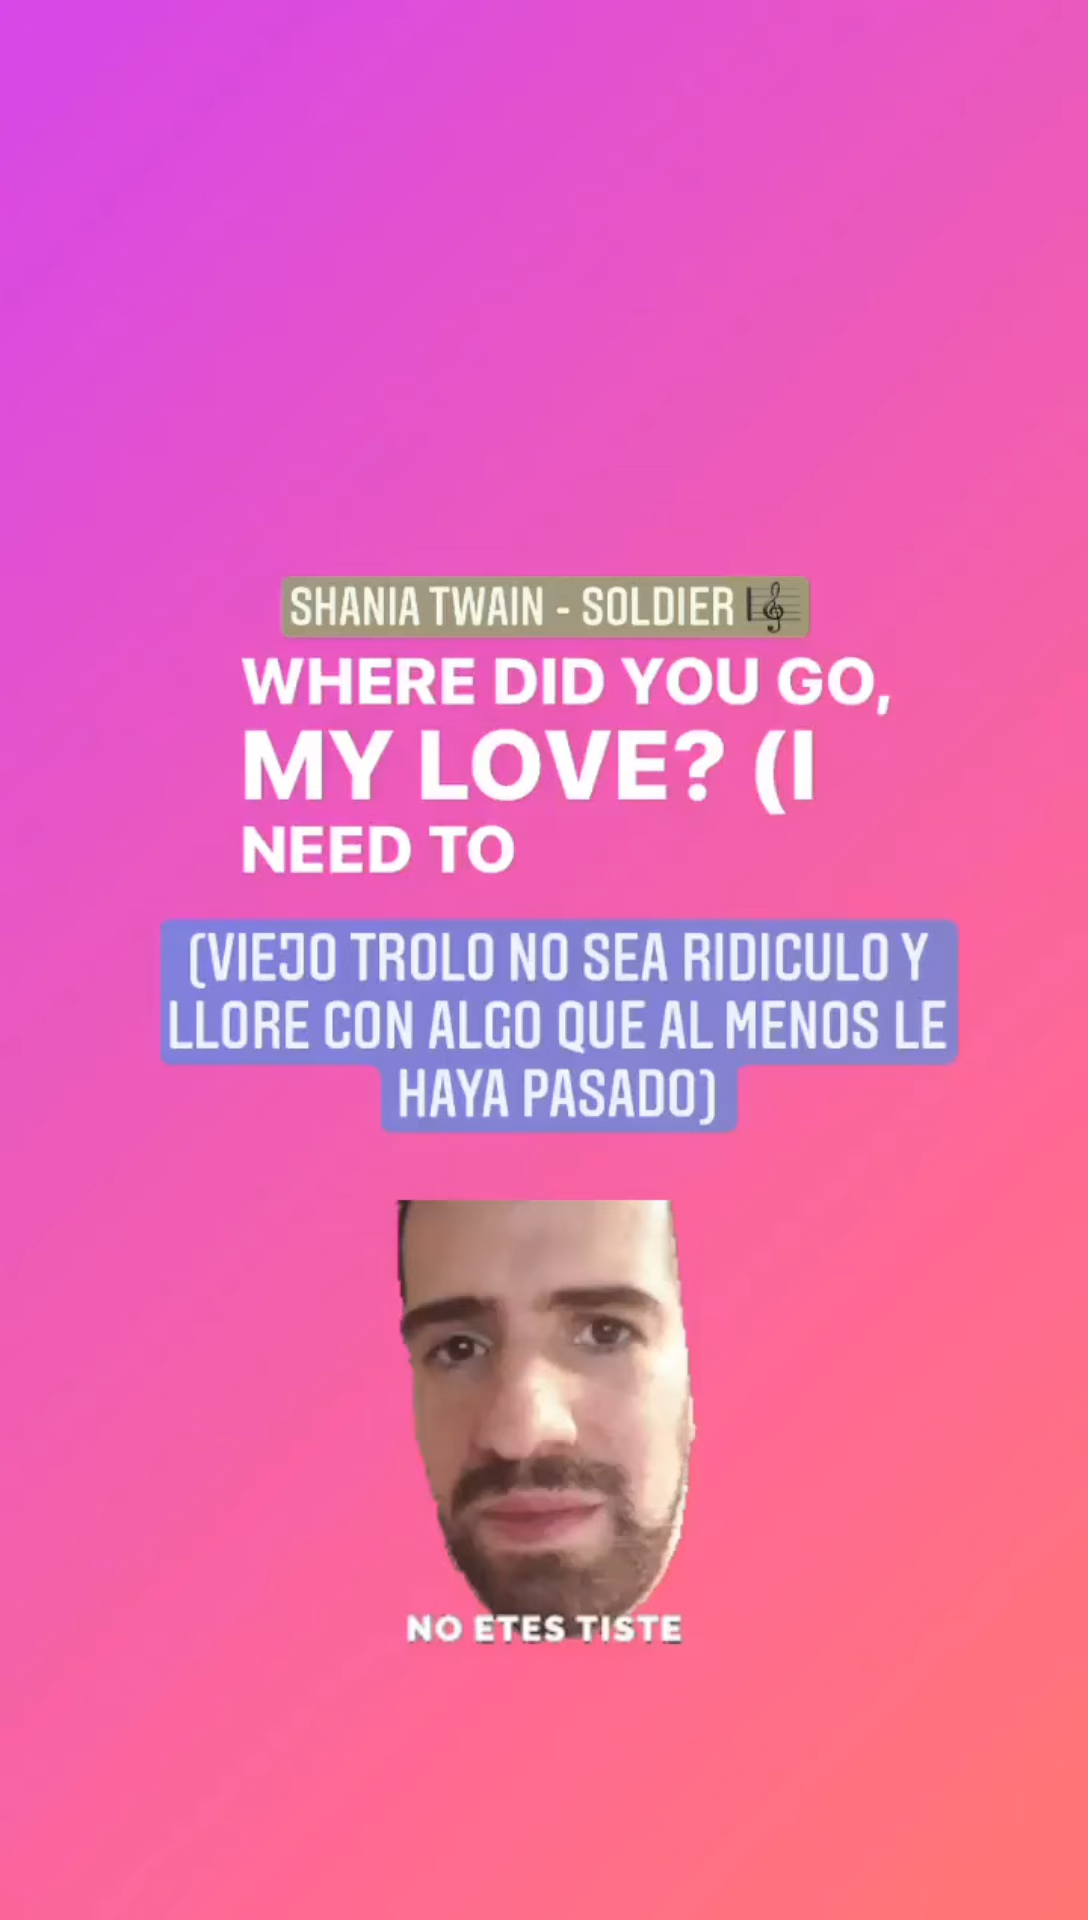 SHANIA TWAIN - SOLDIER 🎼
WHERE DID YOU GO,
MY LOVE? (I
NEED TO
(VIEJO TROLO NO SEA RIDICULO Y
LLORE CON ALGO QUE AL MENOS LE
HAYA PASADO)
NO ETES TISTE